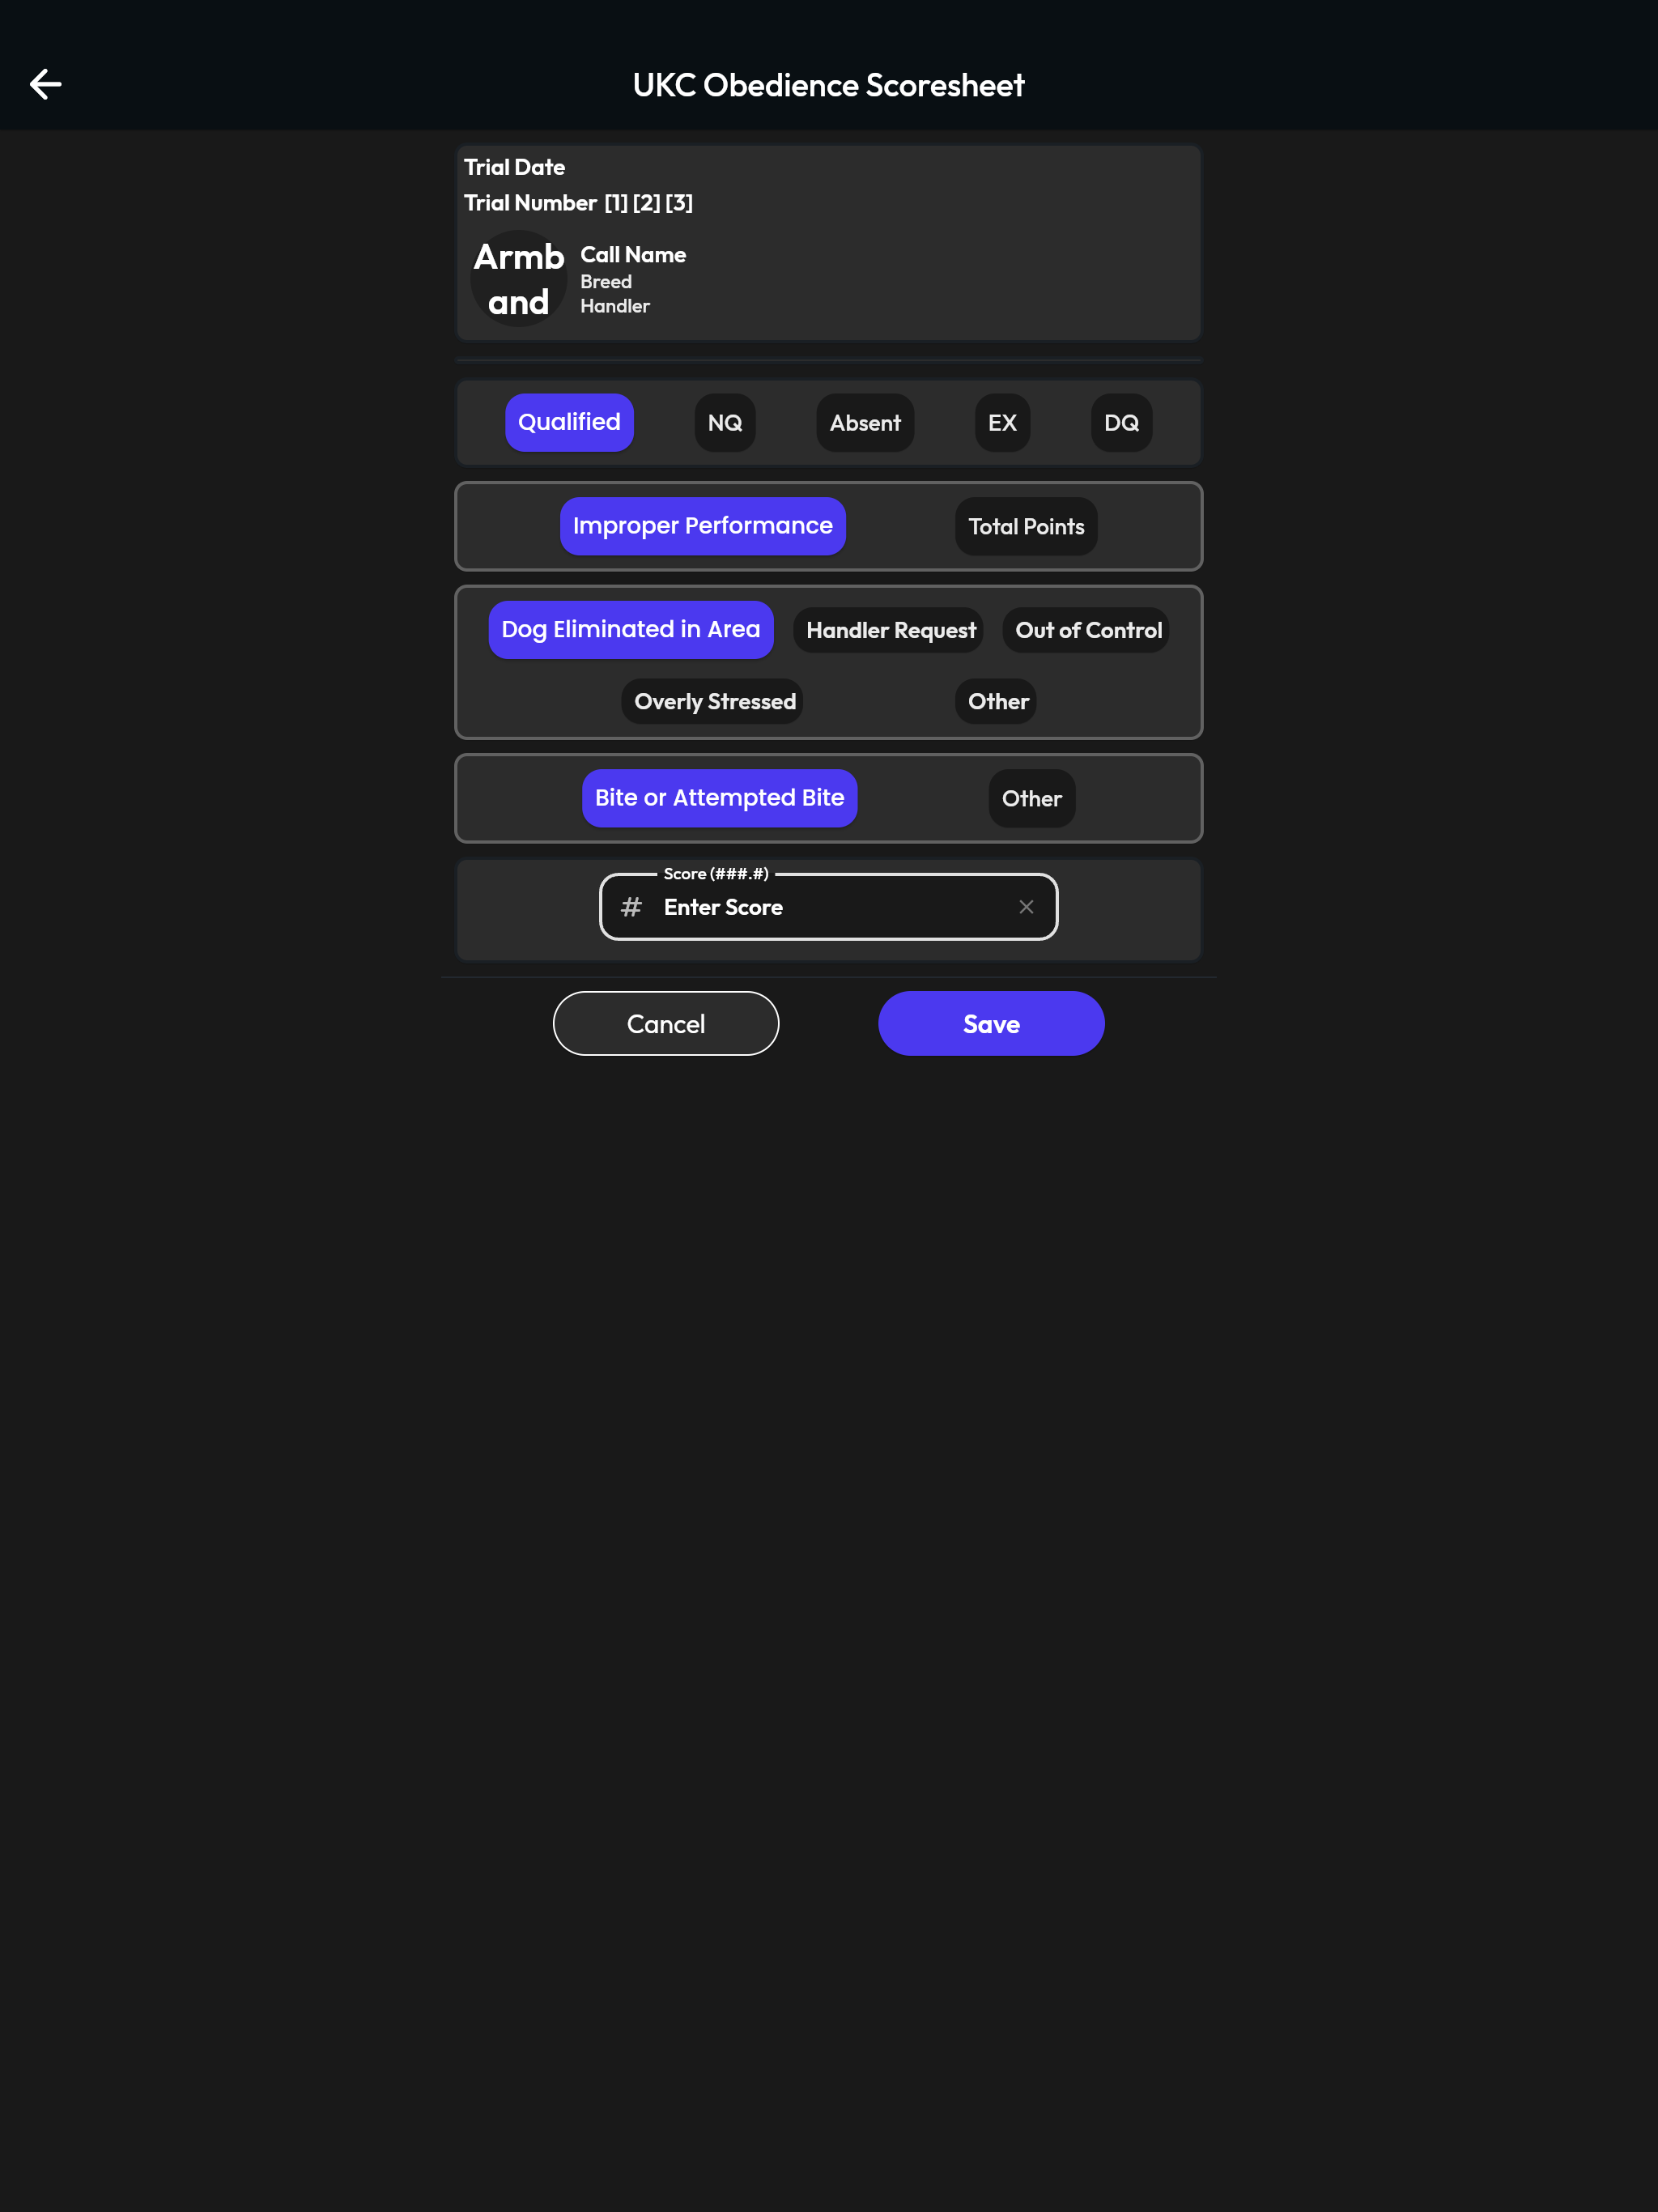 UKC Obedience Scoresheet
Trial Date
Trial Number [1] [2] [3]
Armb
and
Call Name
Breed
Handler
Qualified NQ Absent EX DQ
Improper Performance Total Points
Dog Eliminated in Area Handler Request Out of Control
Overly Stressed Other
Bite or Attempted Bite Other
Score (###.#)
# Enter Score
Cancel Save